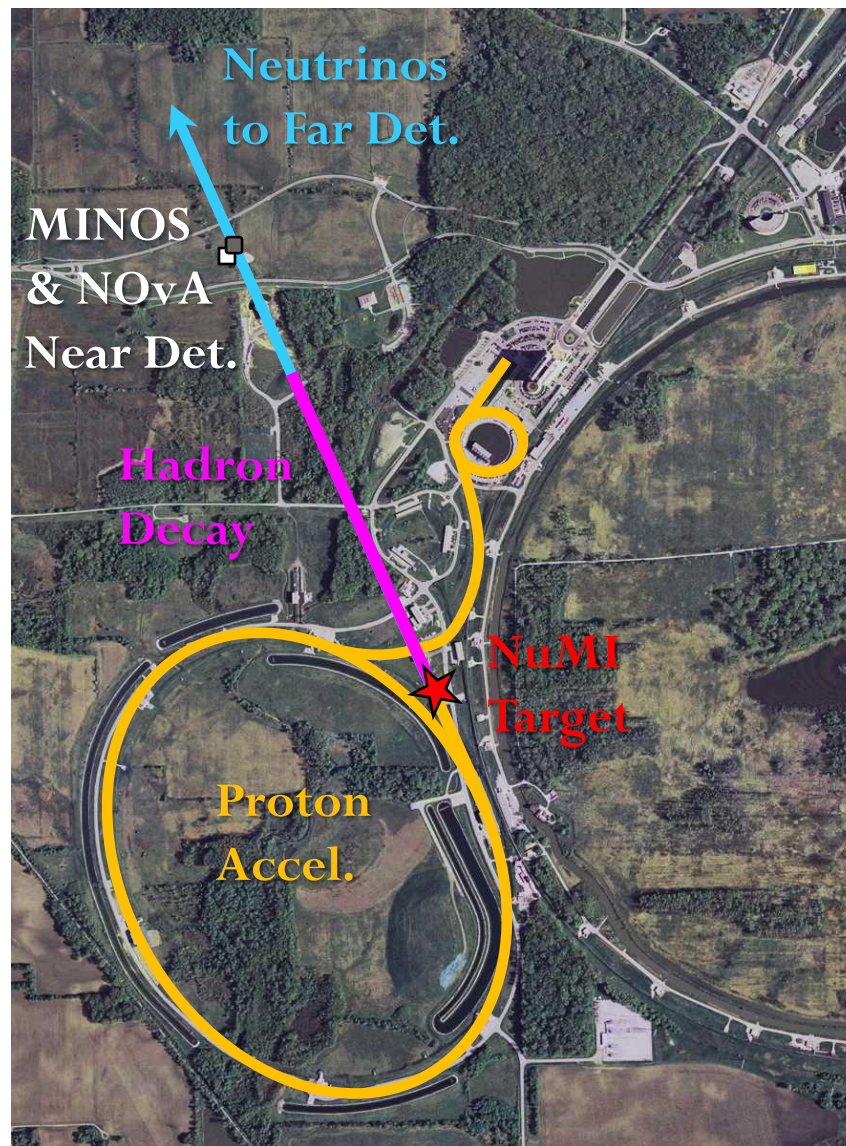 Neutrinos
to Far Det.
MINOS
& NOvA
Near Det.
Hadron
Decay
NuMI
Target
Proton
Accel.